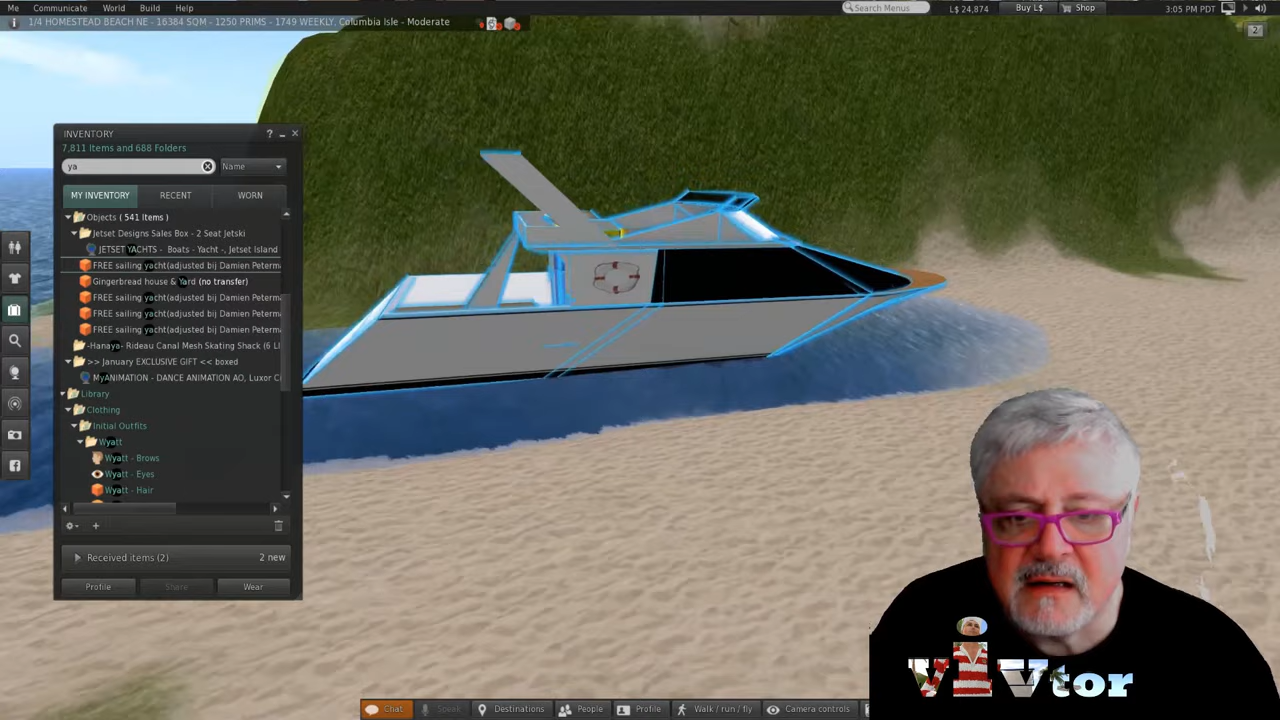 Me Communicate World Build Help Search Menus L$ 24,874 Buy L$ Shop 3:05 PM PDT
1/4 HOMESTEAD BEACH NE - 16384 SQM - 1250 PRIMS - 1749 WEEKLY, Columbia Isle - Moderate
2
INVENTORY ?
7,811 Items and 688 Folders
ya Name
MY INVENTORY RECENT WORN
Objects ( 541 Items )
Jetset Designs Sales Box - 2 Seat Jetski
JETSET YACHTS - Boats - Yacht -, Jetset Island
FREE sailing yacht(adjusted bij Damien Peterm
Gingerbread house & Yard (no transfer)
FREE sailing yacht(adjusted bij Damien Peterm
FREE sailing yacht(adjusted bij Damien Peterm
FREE sailing yacht(adjusted bij Damien Peterm
-Hanaya- Rideau Canal Mesh Skating Shack (6 LI
>> January EXCLUSIVE GIFT << boxed
MyANIMATION - DANCE ANIMATION AO, Luxor C
Library
Clothing
Initial Outfits
Wyatt
Wyatt - Brows
Wyatt - Eyes
Wyatt - Hair
Received items (2) 2 new
Profile Share Wear
vivtor
Chat Speak Destinations People Profile Walk / run / fly Camera controls